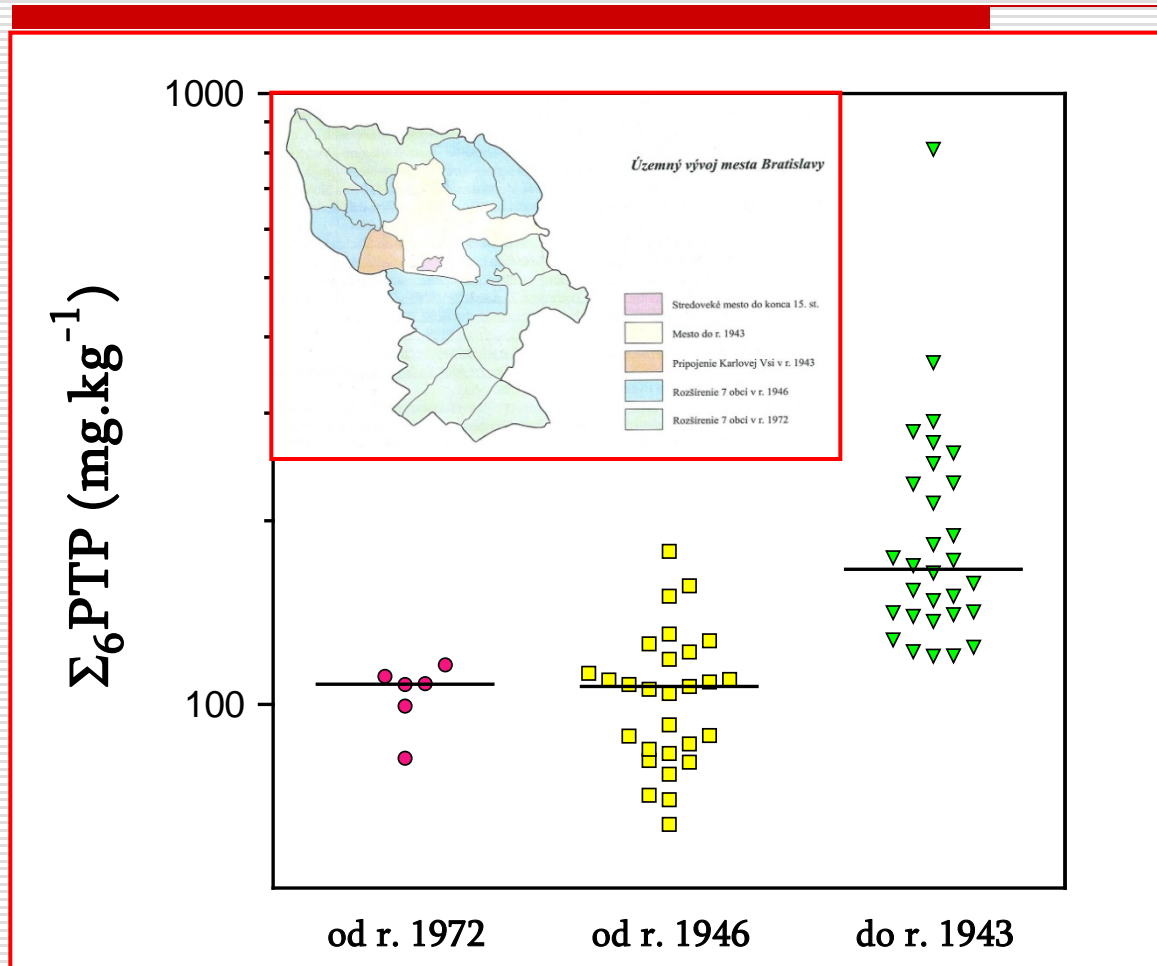 1000
Územný vývoj mesta Bratislavy
Stredoveké mesto do konca 15. st.
Mesto do r. 1943
Pripojenie Karlovej Vsi v r. 1943
Rozšírenie 7 obcí v r. 1946
Rozšírenie 7 obcí v r. 1972
Σ6PTP (mg.kg-1)
100
od r. 1972 od r. 1946 do r. 1943